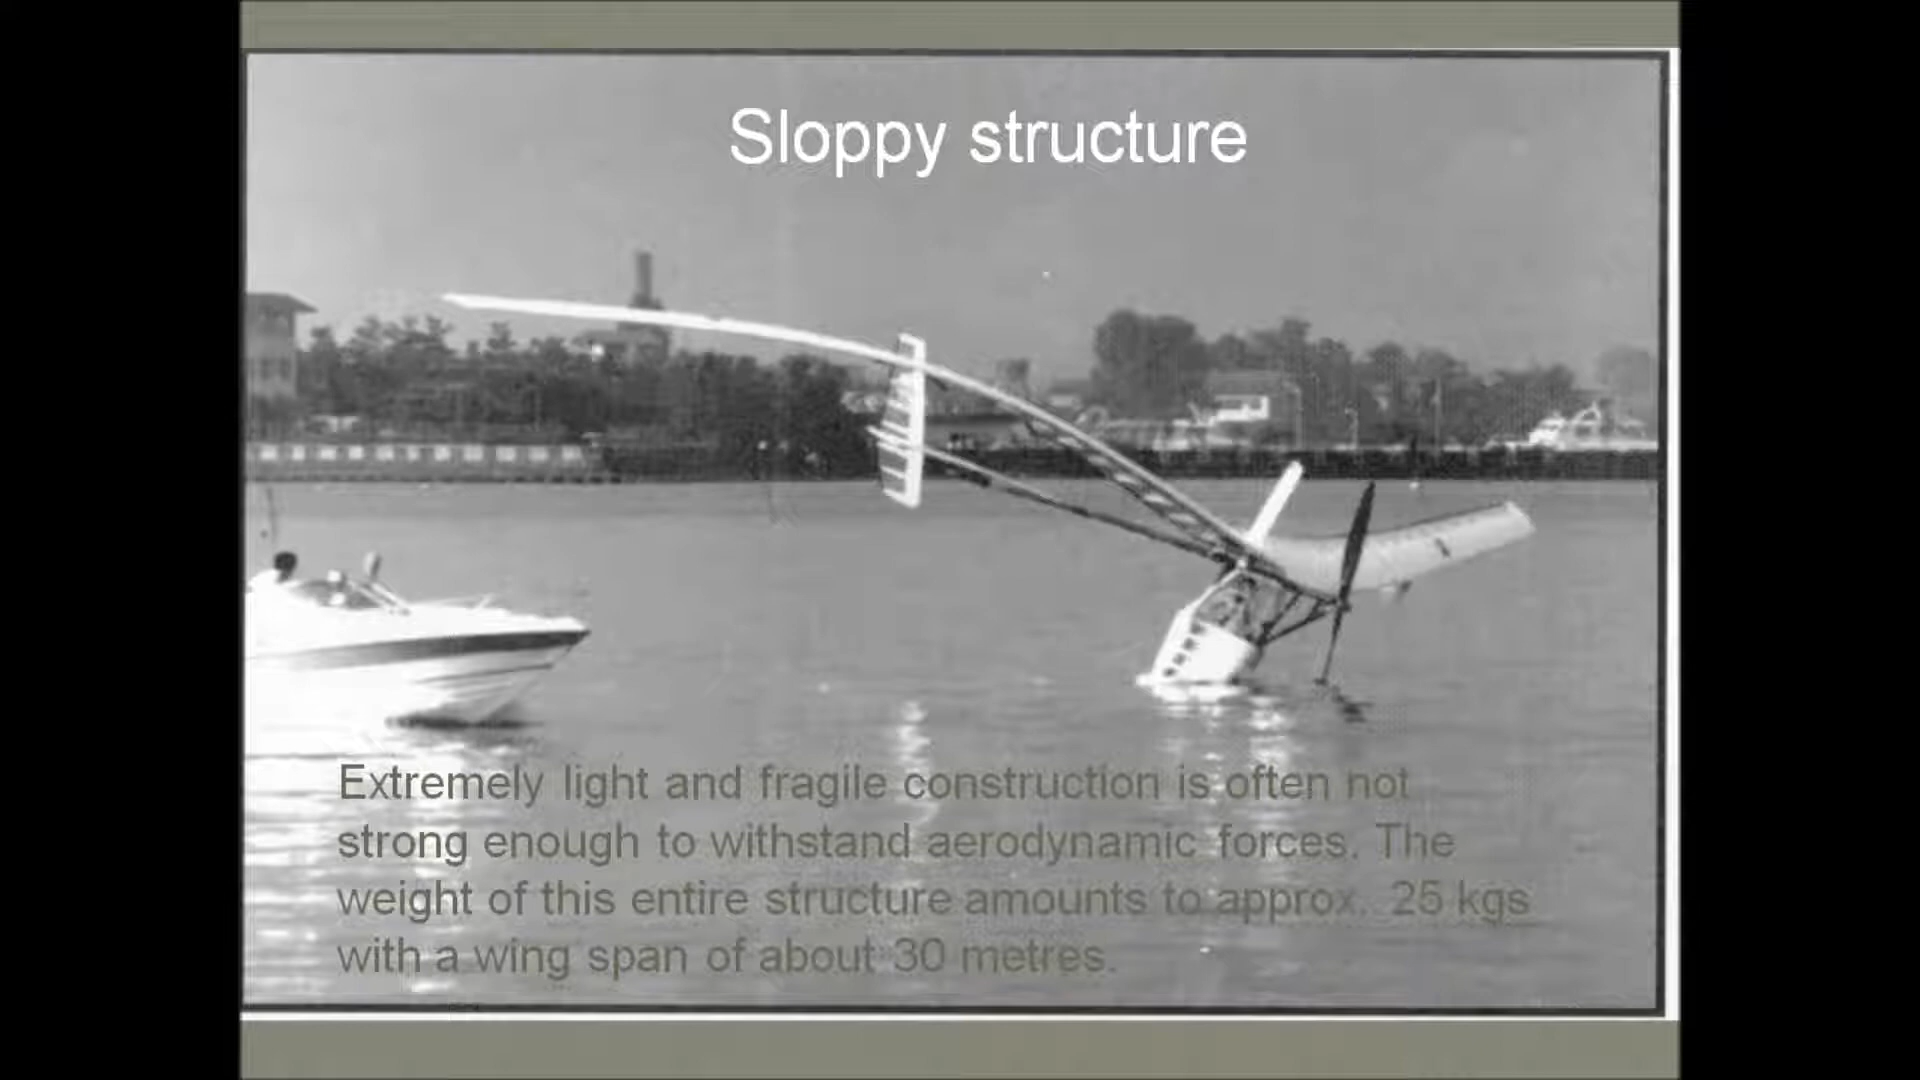 Sloppy structure
Extremely light and fragile construction is often not
strong enough to withstand aerodynamic forces. The
weight of this entire structure amounts to approx. 25 kgs
with a wing span of about 30 metres.